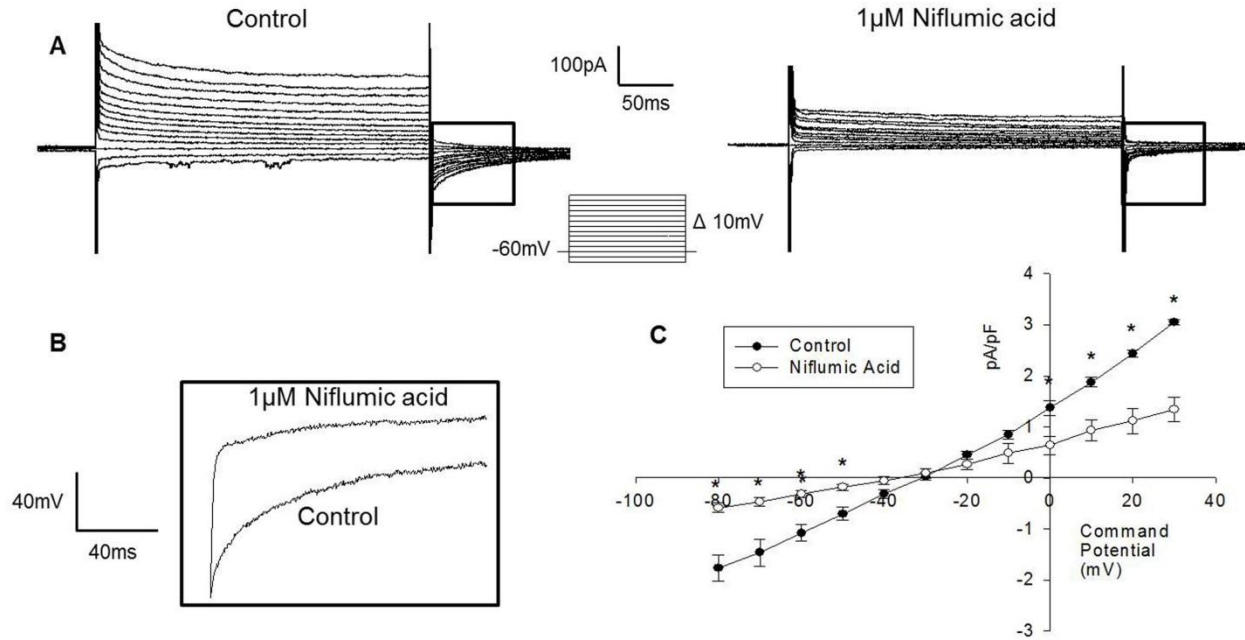 Control
1µM Niflumic acid
A
100pA
50ms
Δ 10mV
-60mV
B
1µM Niflumic acid
Control
40mV
40ms
C
Control
Niflumic Acid
pA/pF
4
3
2
1
0
-1
-2
-3
-100
-80
-60
-40
-20
0
20
40
Command
Potential
(mV)
* * * * * * * *